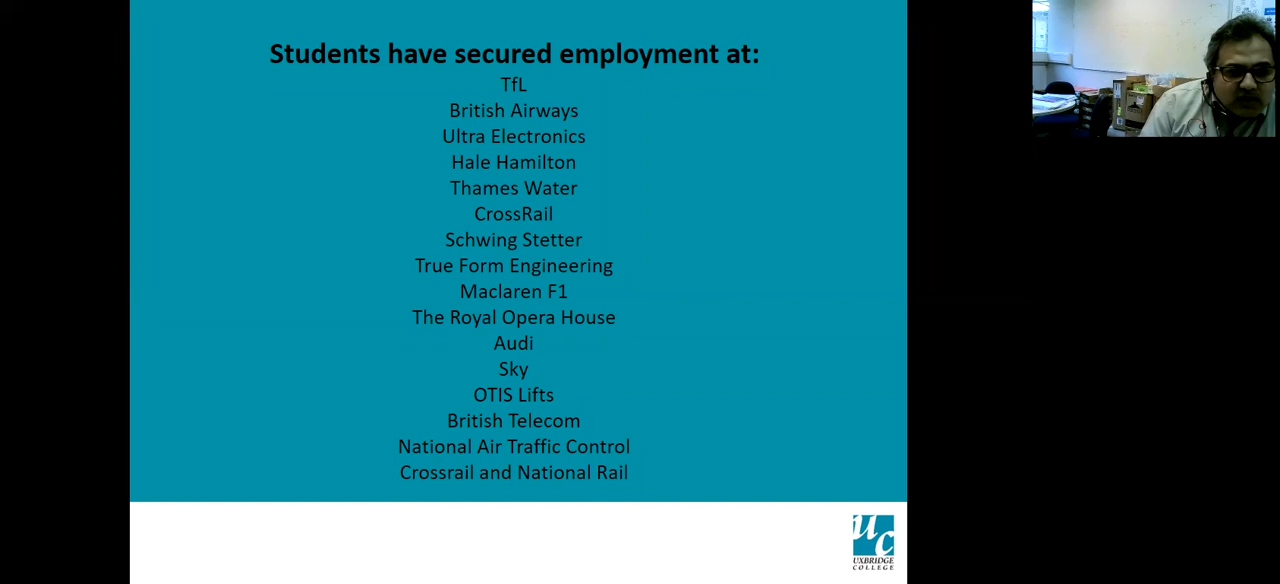 Students have secured employment at:
TfL
British Airways
Ultra Electronics
Hale Hamilton
Thames Water
CrossRail
Schwing Stetter
True Form Engineering
Maclaren F1
The Royal Opera House
Audi
Sky
OTIS Lifts
British Telecom
National Air Traffic Control
Crossrail and National Rail
UC
UXBRIDGE
COLLEGE